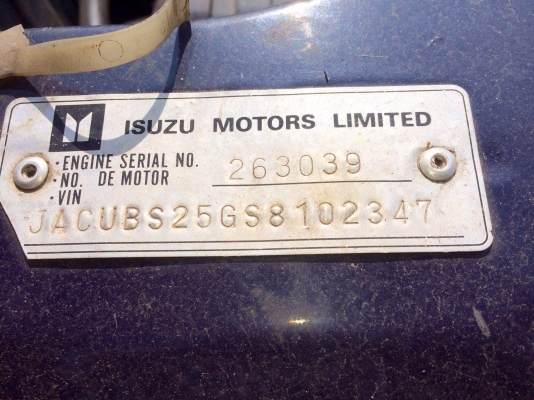 ISUZU MOTORS LIMITED
· ENGINE SERIAL NO.
· NO. DE MOTOR 263039
· VIN
JACUBS25GS8102347